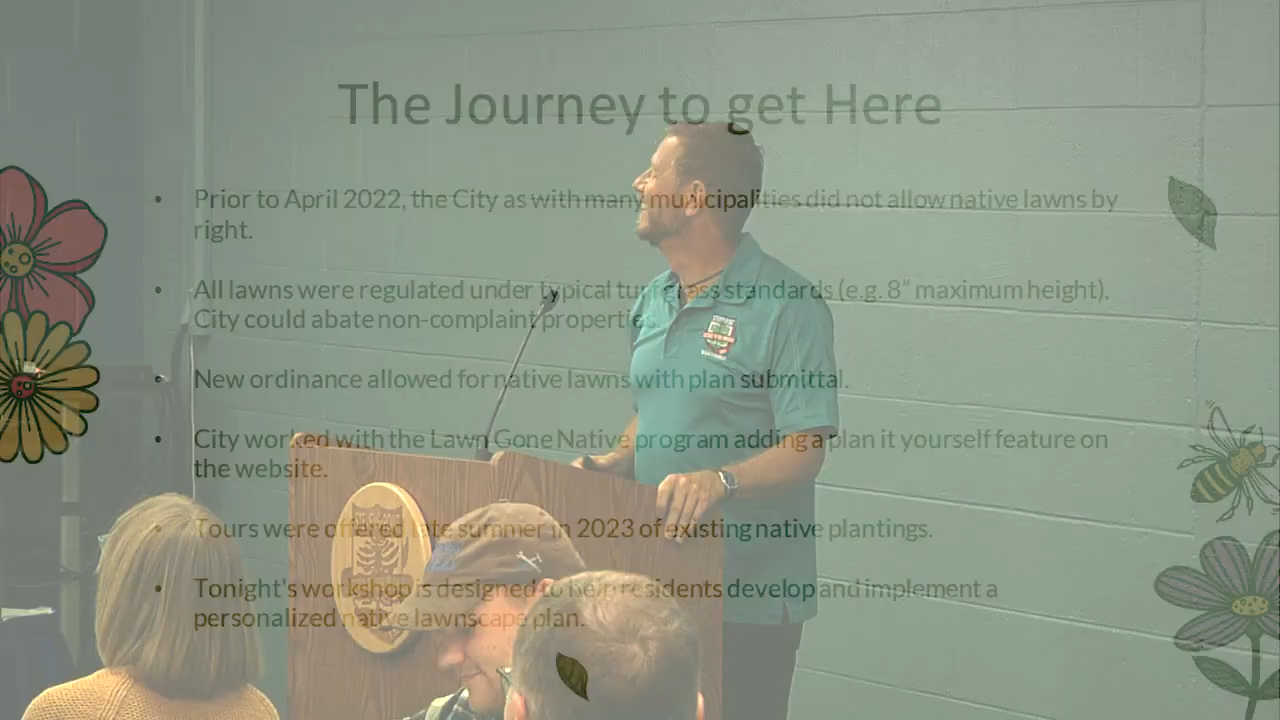 The Journey to get Here
• Prior to April 2022, the City as with many municipalities did not allow native lawns by
right.
• All lawns were regulated under typical turf grass standards (e.g. 8" maximum height).
City could abate non-complaint properties.
• New ordinance allowed for native lawns with plan submittal.
• City worked with the Lawn Gone Native program adding a plan it yourself feature on
the website.
• Tours were offered late summer in 2023 of existing native plantings.
• Tonight's workshop is designed to help residents develop and implement a
personalized native lawnscape plan.